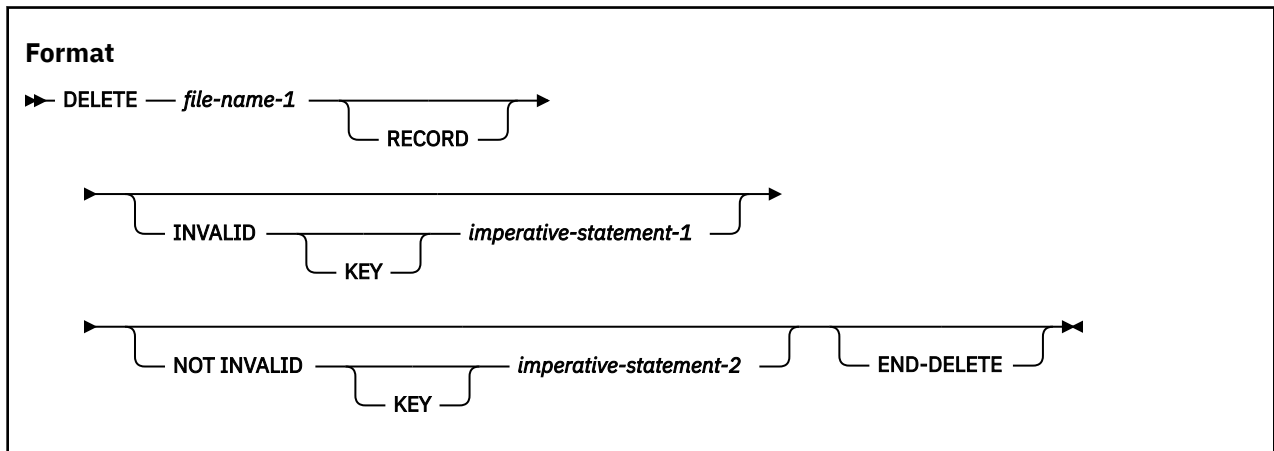 Format
DELETE file-name-1
RECORD
INVALID imperative-statement-1
KEY
NOT INVALID imperative-statement-2 END-DELETE
KEY